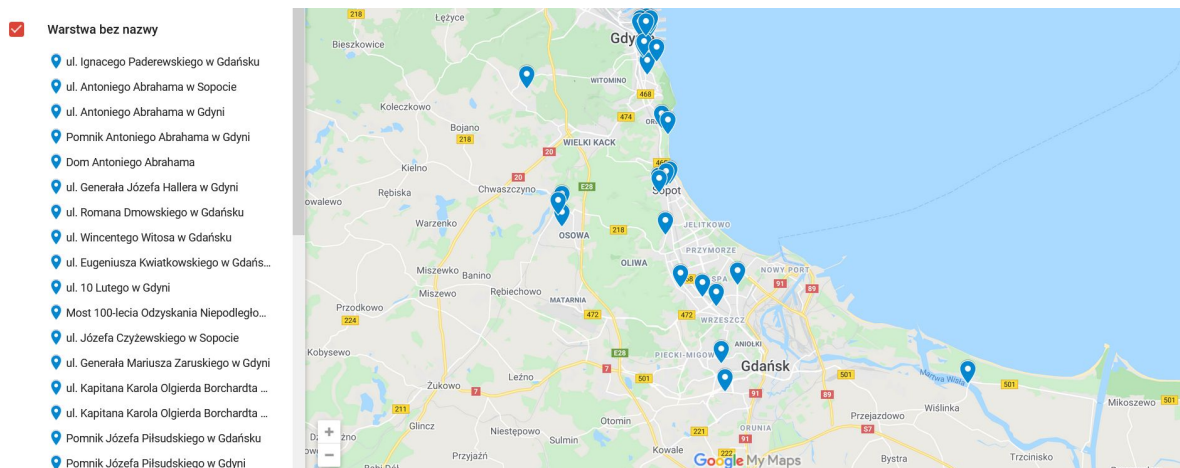 Warstwa bez nazwy
ul. Ignacego Paderewskiego w Gdańsku
ul. Antoniego Abrahama w Sopocie
ul. Antoniego Abrahama w Gdyni
Pomnik Antoniego Abrahama w Gdyni
Dom Antoniego Abrahama
ul. Generała Józefa Hallera w Gdyni
ul. Romana Dmowskiego w Gdańsku
ul. Wincentego Witosa w Gdańsku
ul. Eugeniusza Kwiatkowskiego w Gdańs...
ul. 10 Lutego w Gdyni
Most 100-lecia Odzyskania Niepodległo...
ul. Józefa Czyżewskiego w Sopocie
ul. Generała Mariusza Zaruskiego w Gdyni
ul. Kapitana Karola Olgierda Borchardta ...
ul. Kapitana Karola Olgierda Borchardta ...
Pomnik Józefa Piłsudskiego w Gdańsku
Pomnik Józefa Piłsudskiego w Gdyni
218
Łężyce
Bieszkowice
WITOMINO
468
Koleczkowo
474
Bojano
218
WIELKI KACK
20
Kielno
20
Chwaszczyno
E28
Sopot
Rębiska
Warzenko
OSOWA
218
JELITKOWO
PRZYMORZE
OLIWA
Miszewko
Banino
NOWY PORT
91
89
Miszewo
Rębiechowo
MATARNIA
Przodkowo
224
472
472
WRZESZCZ
Kobysewo
E28
ANIOŁKI
Gdańsk
7
501
501
Leźno
Żukowo
7
91
89
Martwa Wisła
501
Mikoszewo
501
211
Glincz
Niestępowo
Otomin
Wiślinka
Przejazdowo
Sulmin
221
ORUNIA
91
S7
Przyjaźń
222
Bystra
Trzcinisko
+
−
Google My Maps